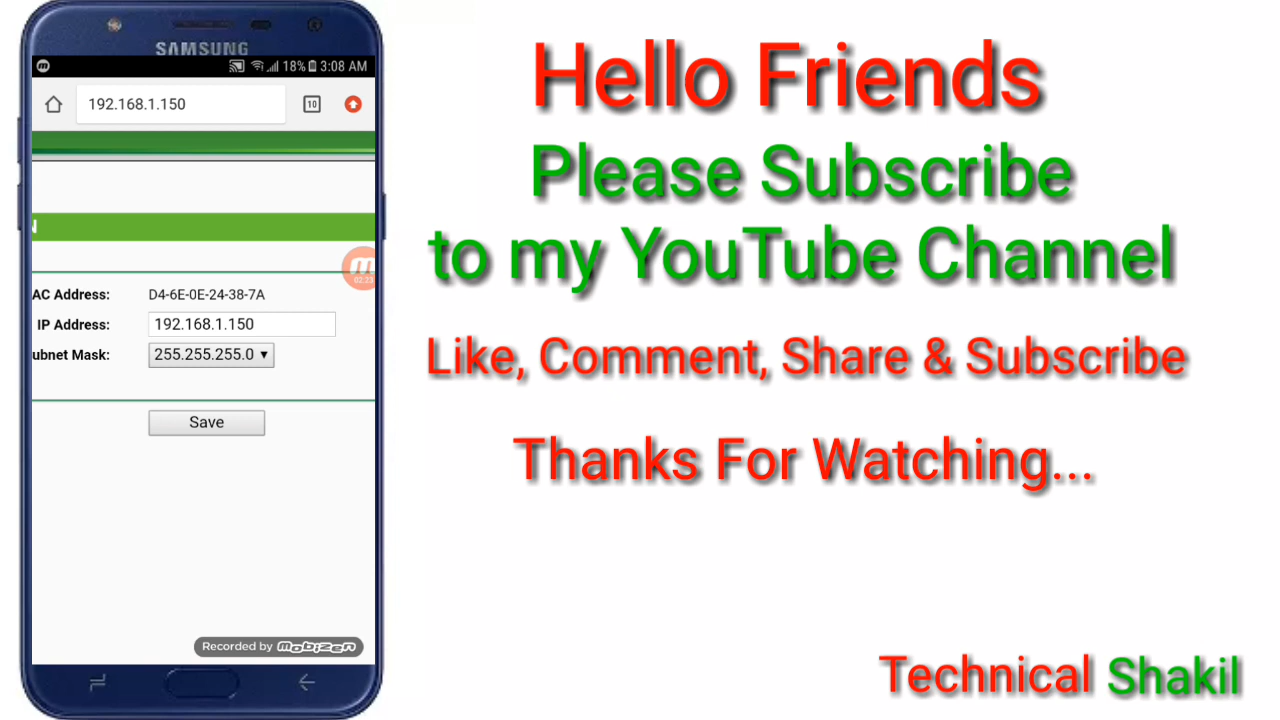 SAMSUNG
18% 3:08 AM
192.168.1.150
10
N
M
02:23
AC Address: D4-6E-0E-24-38-7A
IP Address: 192.168.1.150
ubnet Mask: 255.255.255.0
Save
Recorded by mobizen
Hello Friends
Please Subscribe
to my YouTube Channel
Like, Comment, Share & Subscribe
Thanks For Watching...
Technical Shakil